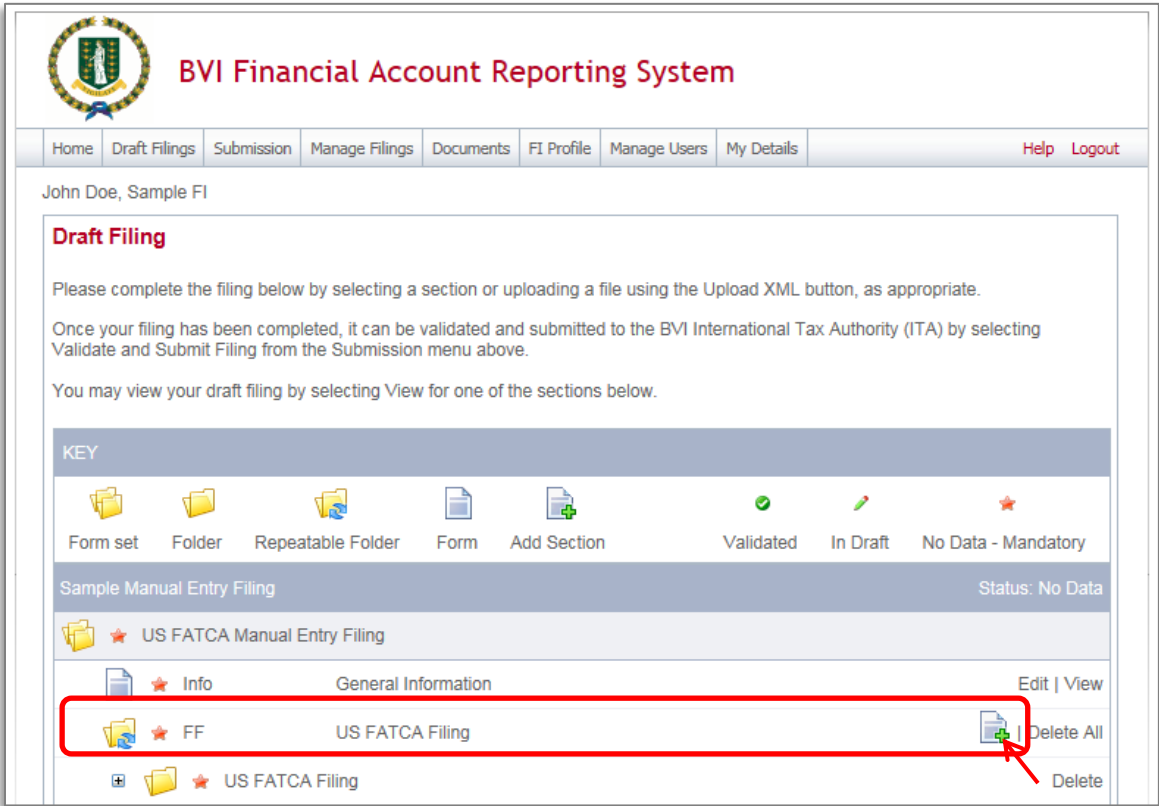 BVI Financial Account Reporting System
Home Draft Filings Submission Manage Filings Documents FI Profile Manage Users My Details Help Logout
John Doe, Sample FI
Draft Filing
Please complete the filing below by selecting a section or uploading a file using the Upload XML button, as appropriate.
Once your filing has been completed, it can be validated and submitted to the BVI International Tax Authority (ITA) by selecting
Validate and Submit Filing from the Submission menu above.
You may view your draft filing by selecting View for one of the sections below.
KEY
Form set Folder Repeatable Folder Form Add Section Validated In Draft No Data - Mandatory
Sample Manual Entry Filing Status: No Data
US FATCA Manual Entry Filing
Info General Information Edit | View
FF US FATCA Filing | Delete All
US FATCA Filing Delete